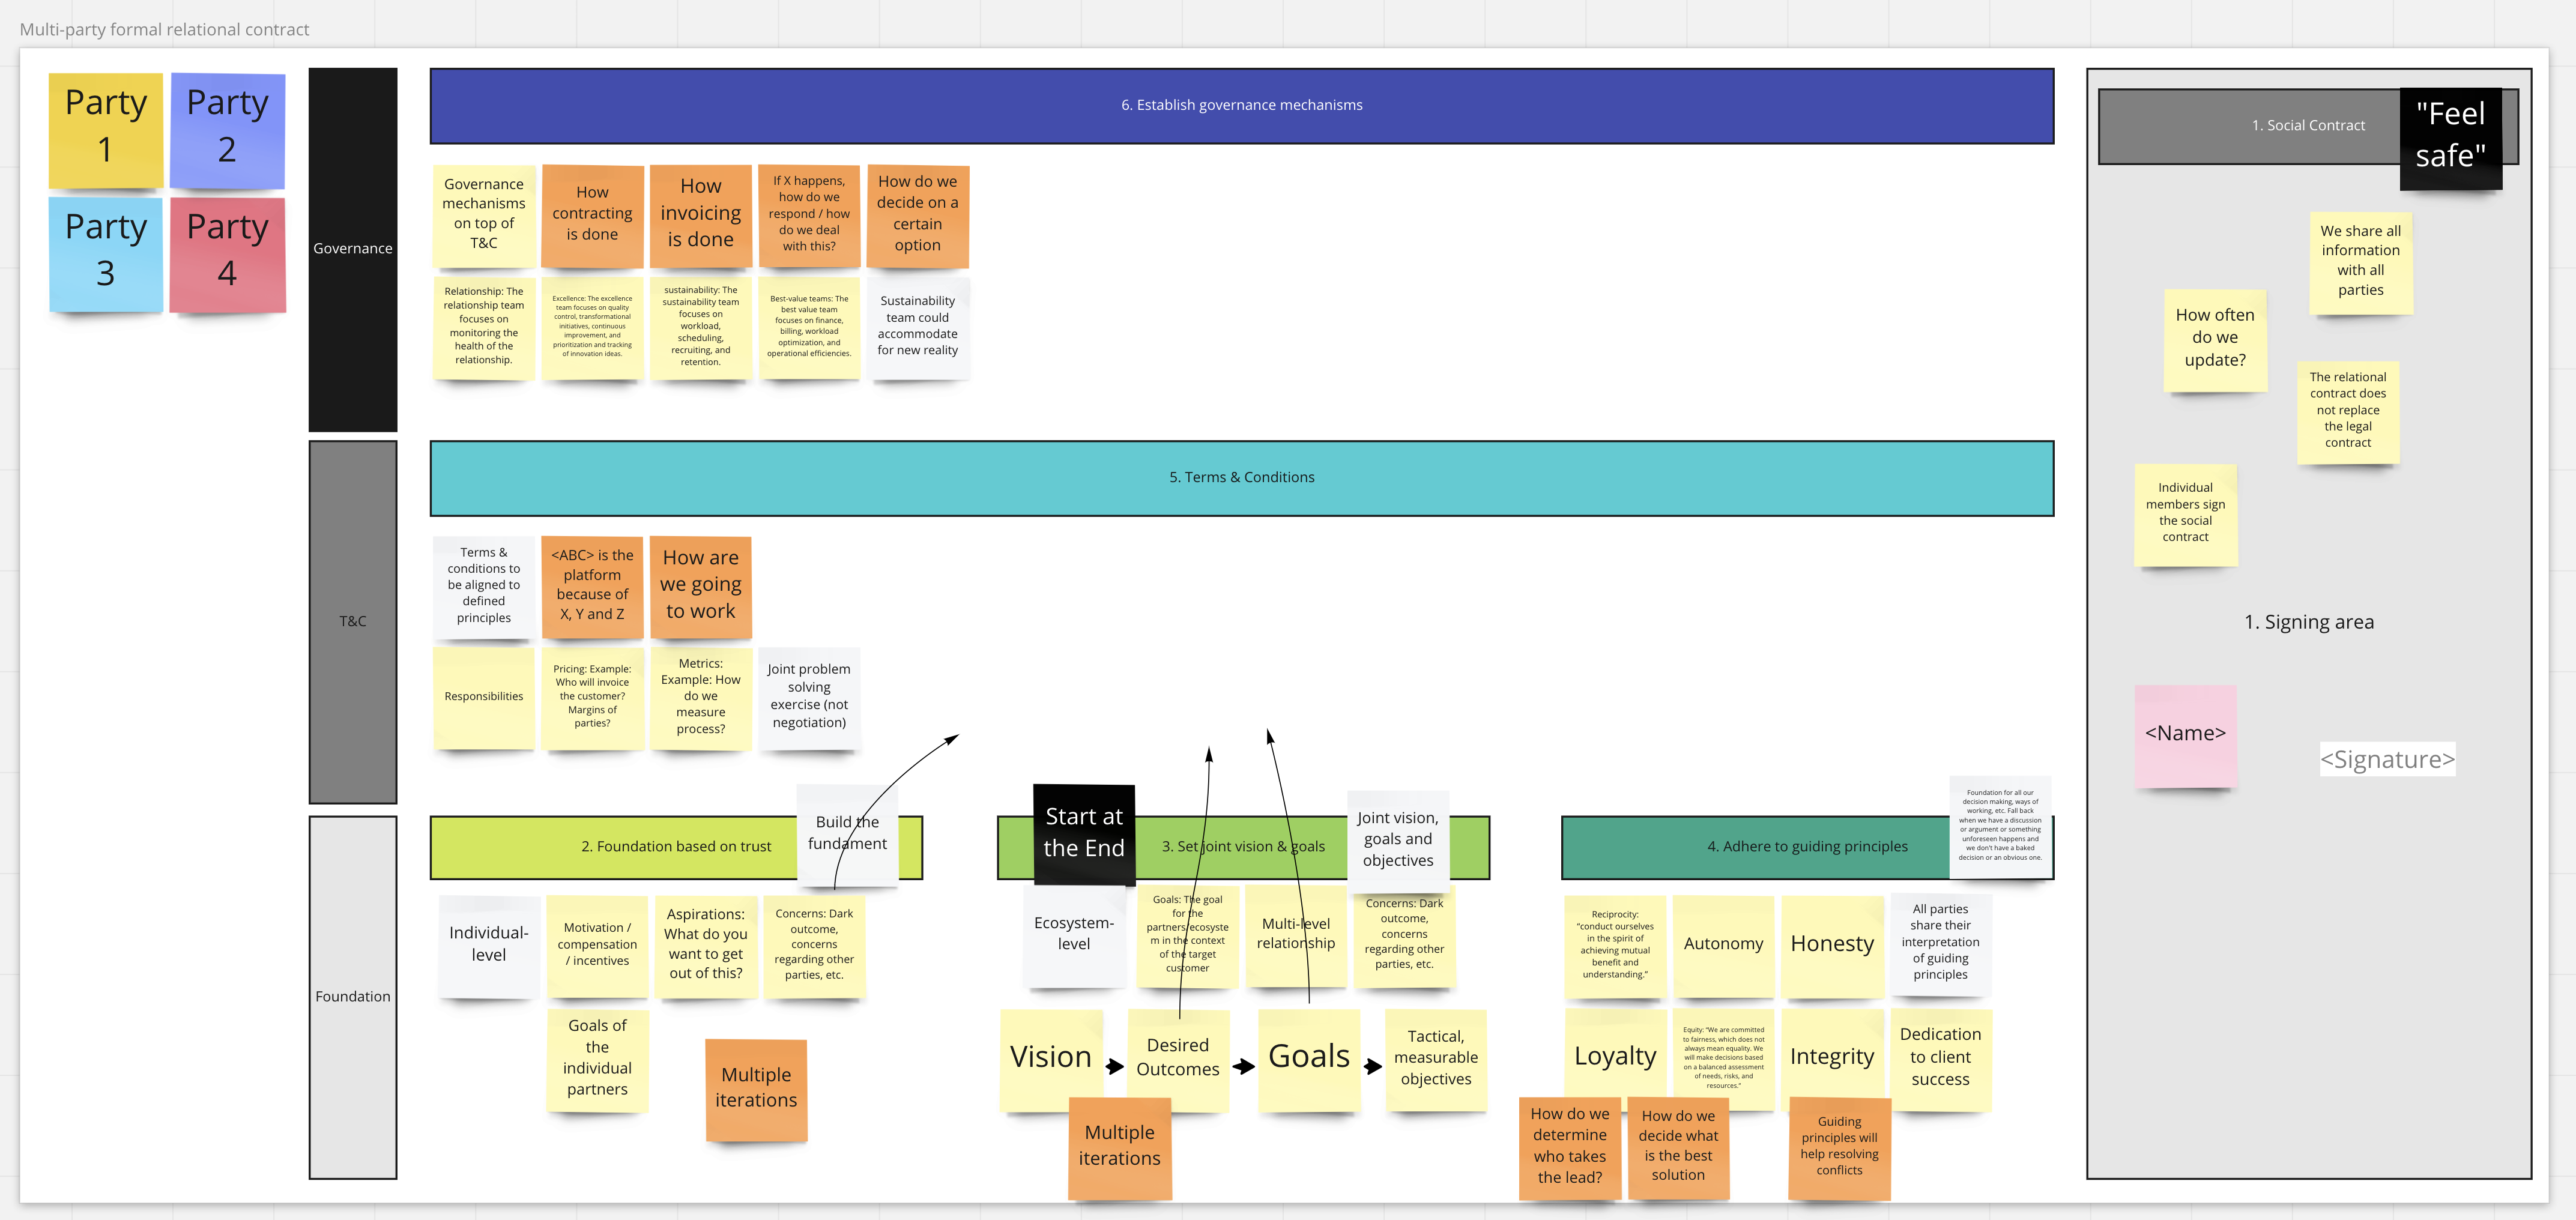 Multi-party formal relational contract
Party
1
Party
2
Party
3
Party
4
Governance
6. Establish governance mechanisms
Governance
mechanisms
on top of
T&C
How
contracting
is done
How
invoicing
is done
If X happens,
how do we
respond / how
do we deal
with this?
How do we
decide on a
certain
option
Relationship: The
relationship team
focuses on
monitoring the
health of the
relationship.
Excellence: The excellence
team focuses on quality
control, transformational
initiatives, continuous
improvement, and
prioritization and tracking
of innovation ideas.
sustainability: The
sustainability team
focuses on
workload,
scheduling,
recruiting, and
retention.
Best-value teams: The
best value team
focuses on finance,
billing, workload
optimization, and
operational efficiencies.
Sustainability
team could
accommodate
for new reality
T&C
5. Terms & Conditions
Terms &
conditions to
be aligned to
defined
principles
<ABC> is the
platform
because of
X, Y and Z
How are
we going
to work
Responsibilities
Pricing: Example:
Who will invoice
the customer?
Margins of
parties?
Metrics:
Example: How
do we
measure
process?
Joint problem
solving
exercise (not
negotiation)
Foundation
2. Foundation based on trust
Build the
fundament
Individual-
level
Motivation /
compensation
/ incentives
Aspirations:
What do you
want to get
out of this?
Concerns: Dark
outcome,
concerns
regarding other
parties, etc.
Goals of
the
individual
partners
Multiple
iterations
Start at
the End
3. Set joint vision & goals
Joint vision,
goals and
objectives
Ecosystem-
level
Goals: The goal
for the
partners/ecosyste
m in the context
of the target
customer
Multi-level
relationship
Concerns: Dark
outcome,
concerns
regarding other
parties, etc.
Vision
Desired
Outcomes
Goals
Tactical,
measurable
objectives
Multiple
iterations
4. Adhere to guiding principles
Foundation for all our
decision making, ways of
working, etc. Fall back
when we have a discussion
or argument or something
unforeseen happens and
we don't have a baked
decision or an obvious one.
Reciprocity:
"conduct ourselves
in the spirit of
achieving mutual
benefit and
understanding."
Autonomy
Honesty
All parties
share their
interpretation
of guiding
principles
Loyalty
Equity: "We are committed
to fairness, which does not
always mean equality. We
will make decisions based
on a balanced assessment
of needs, risks, and
resources."
Integrity
Dedication
to client
success
How do we
determine
who takes
the lead?
How do we
decide what
is the best
solution
Guiding
principles will
help resolving
conflicts
1. Social Contract
"Feel
safe"
We share all
information
with all
parties
How often
do we
update?
The relational
contract does
not replace
the legal
contract
Individual
members sign
the social
contract
1. Signing area
<Name>
<Signature>